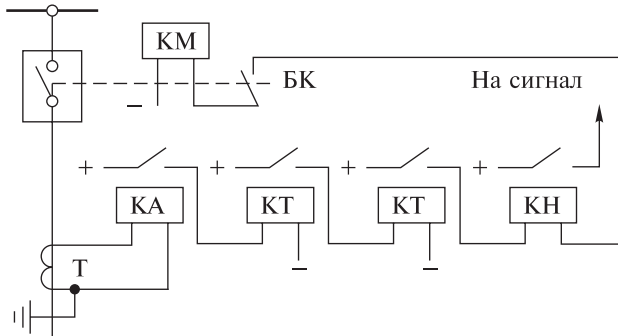 КМ
БК
На сигнал
–
+ + + +
КА КТ КТ КН
Т
– –